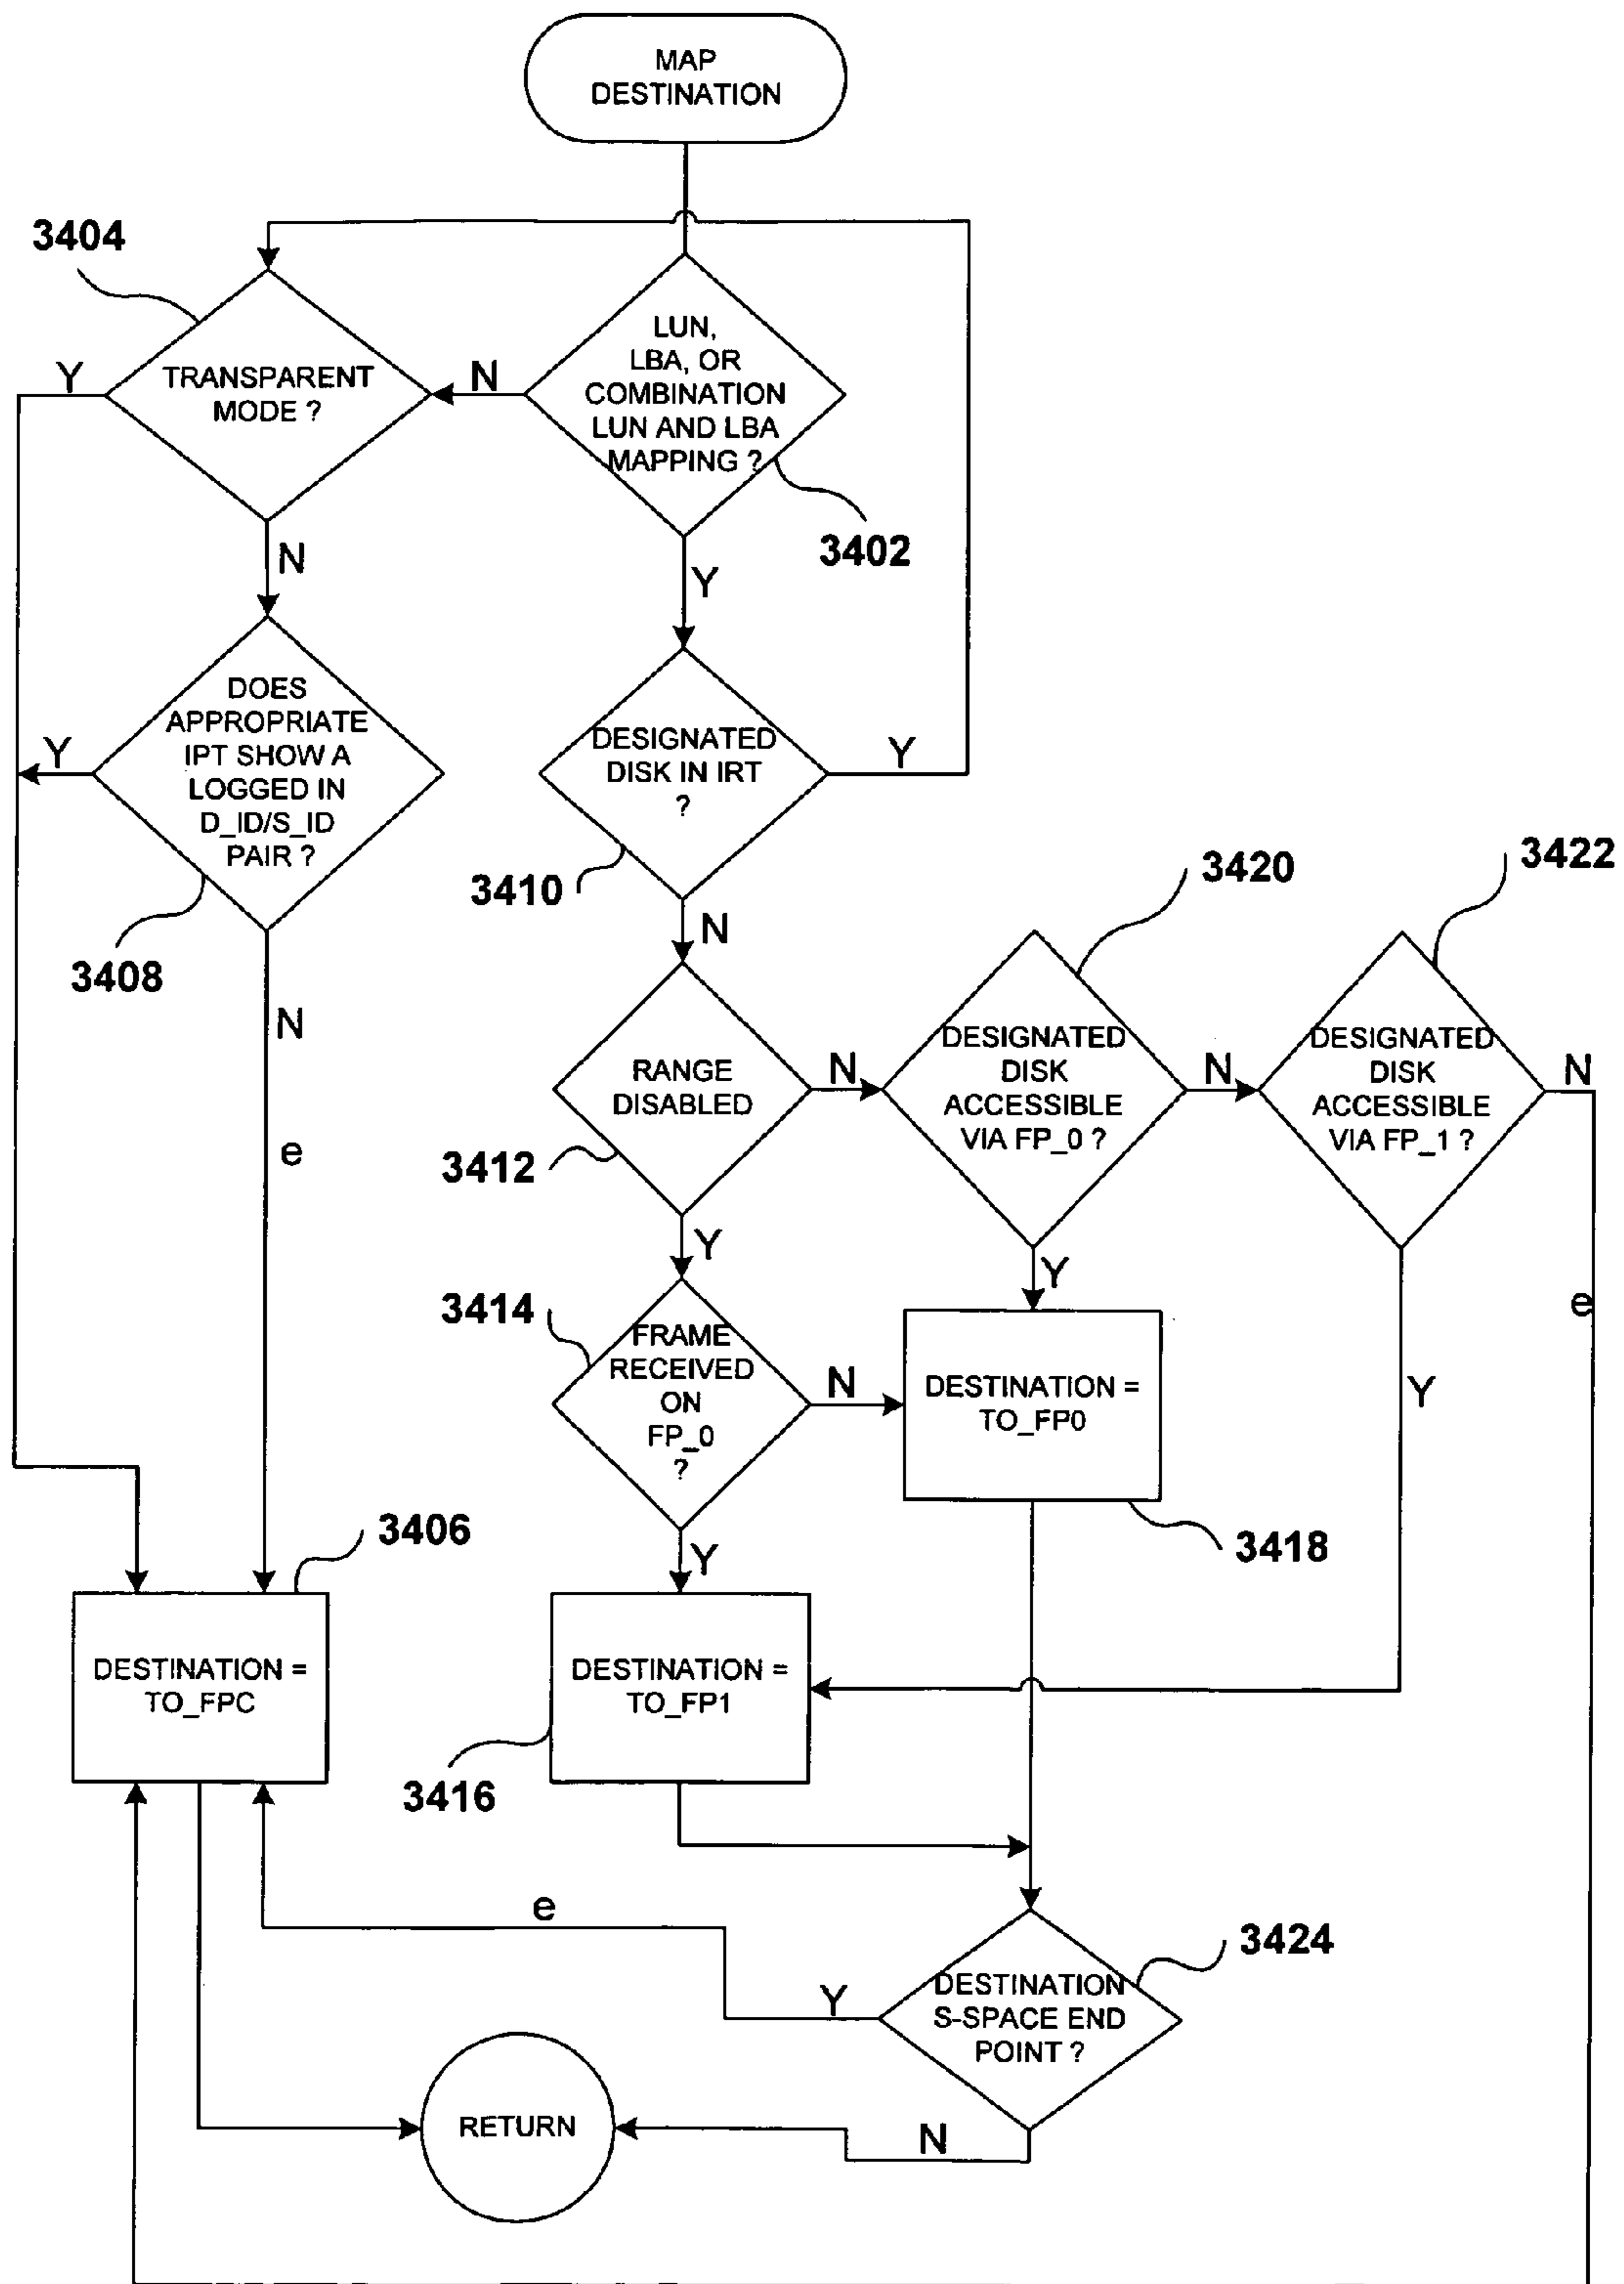 MAP
DESTINATION
3404
LUN,
LBA, OR
COMBINATION
LUN AND LBA
MAPPING ?
3402
N
TRANSPARENT
MODE ?
Y
N
Y
DOES
APPROPRIATE
IPT SHOW A
LOGGED IN
D_ID/S_ID
PAIR ?
Y
3408
N
e
DESIGNATED
DISK IN IRT
?
Y
3410
N
3420
3422
RANGE
DISABLED
N
3412
DESIGNATED
DISK
ACCESSIBLE
VIA FP_0 ?
N
DESIGNATED
DISK
ACCESSIBLE
VIA FP_1 ?
N
e
Y
Y
Y
3414
FRAME
RECEIVED
ON
FP_0
?
N
DESTINATION =
TO_FP0
3418
Y
3406
DESTINATION =
TO_FPC
DESTINATION =
TO_FP1
3416
e
3424
DESTINATION
S-SPACE END
POINT ?
Y
N
RETURN